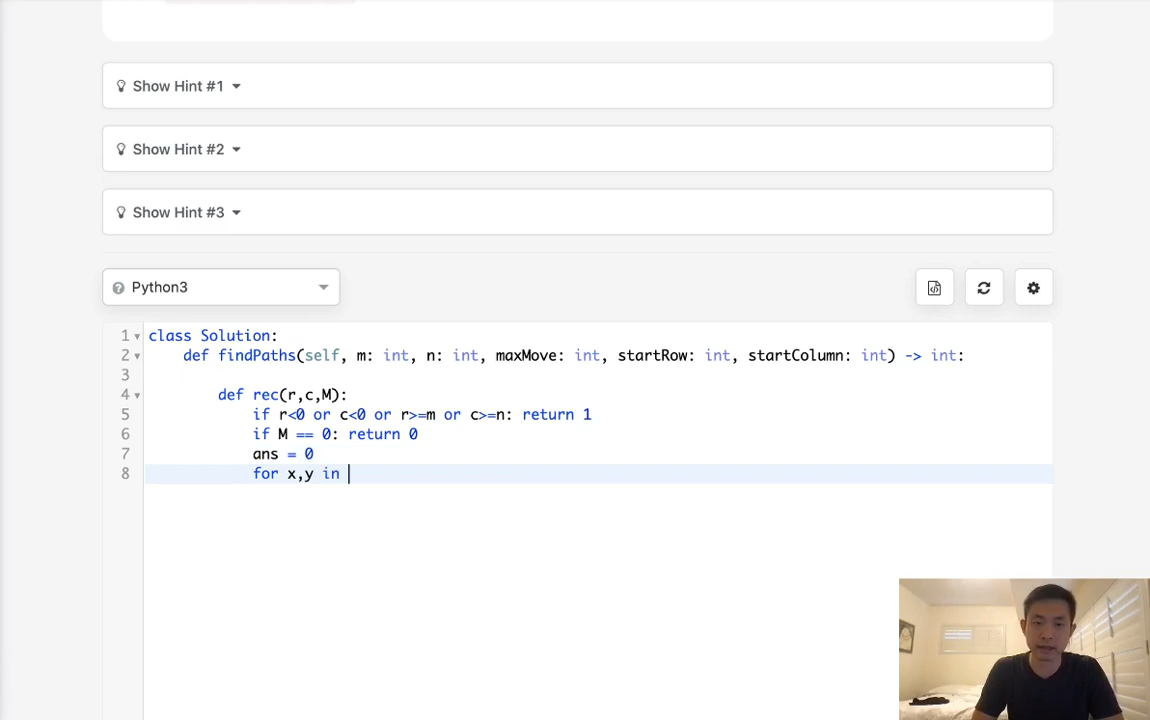 Show Hint #1
Show Hint #2
Show Hint #3
Python3
1 class Solution:
2 def findPaths(self, m: int, n: int, maxMove: int, startRow: int, startColumn: int) -> int:
3
4 def rec(r,c,M):
5 if r<0 or c<0 or r>=m or c>=n: return 1
6 if M == 0: return 0
7 ans = 0
8 for x,y in